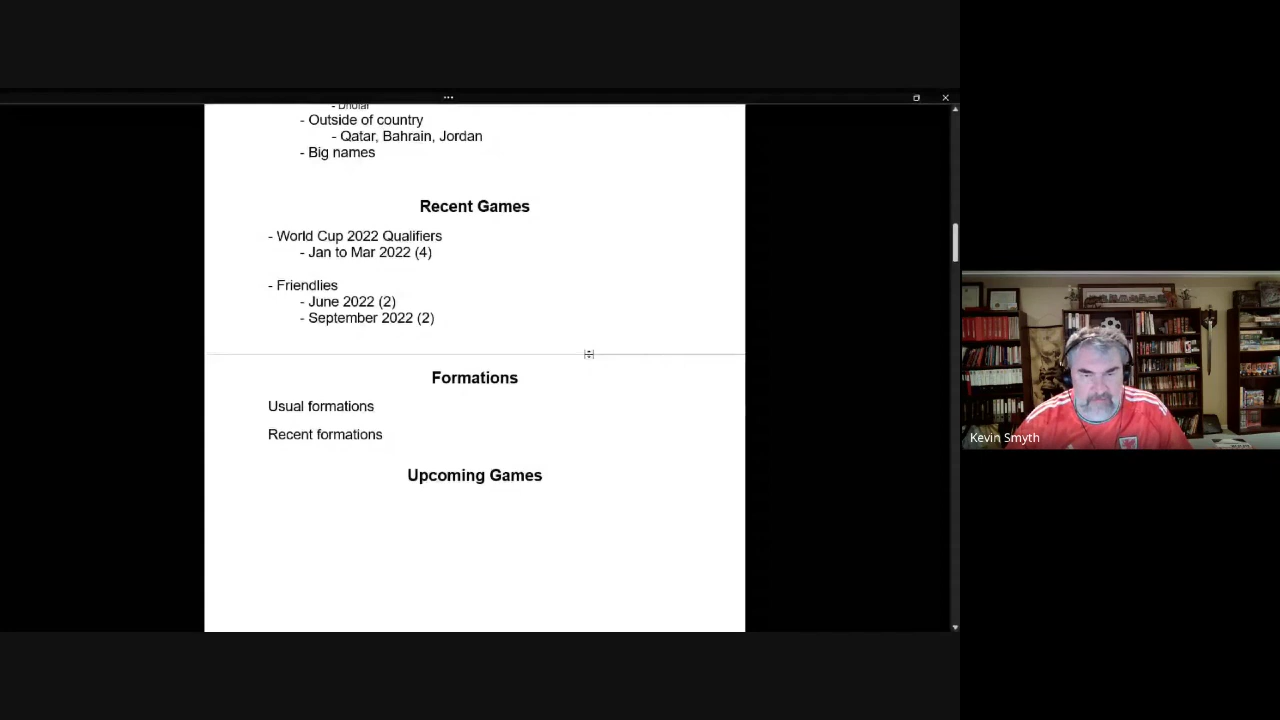 - Dhofar
- Outside of country
- Qatar, Bahrain, Jordan
- Big names
Recent Games
- World Cup 2022 Qualifiers
- Jan to Mar 2022 (4)
- Friendlies
- June 2022 (2)
- September 2022 (2)
Formations
Usual formations
Recent formations
Upcoming Games
Kevin Smyth